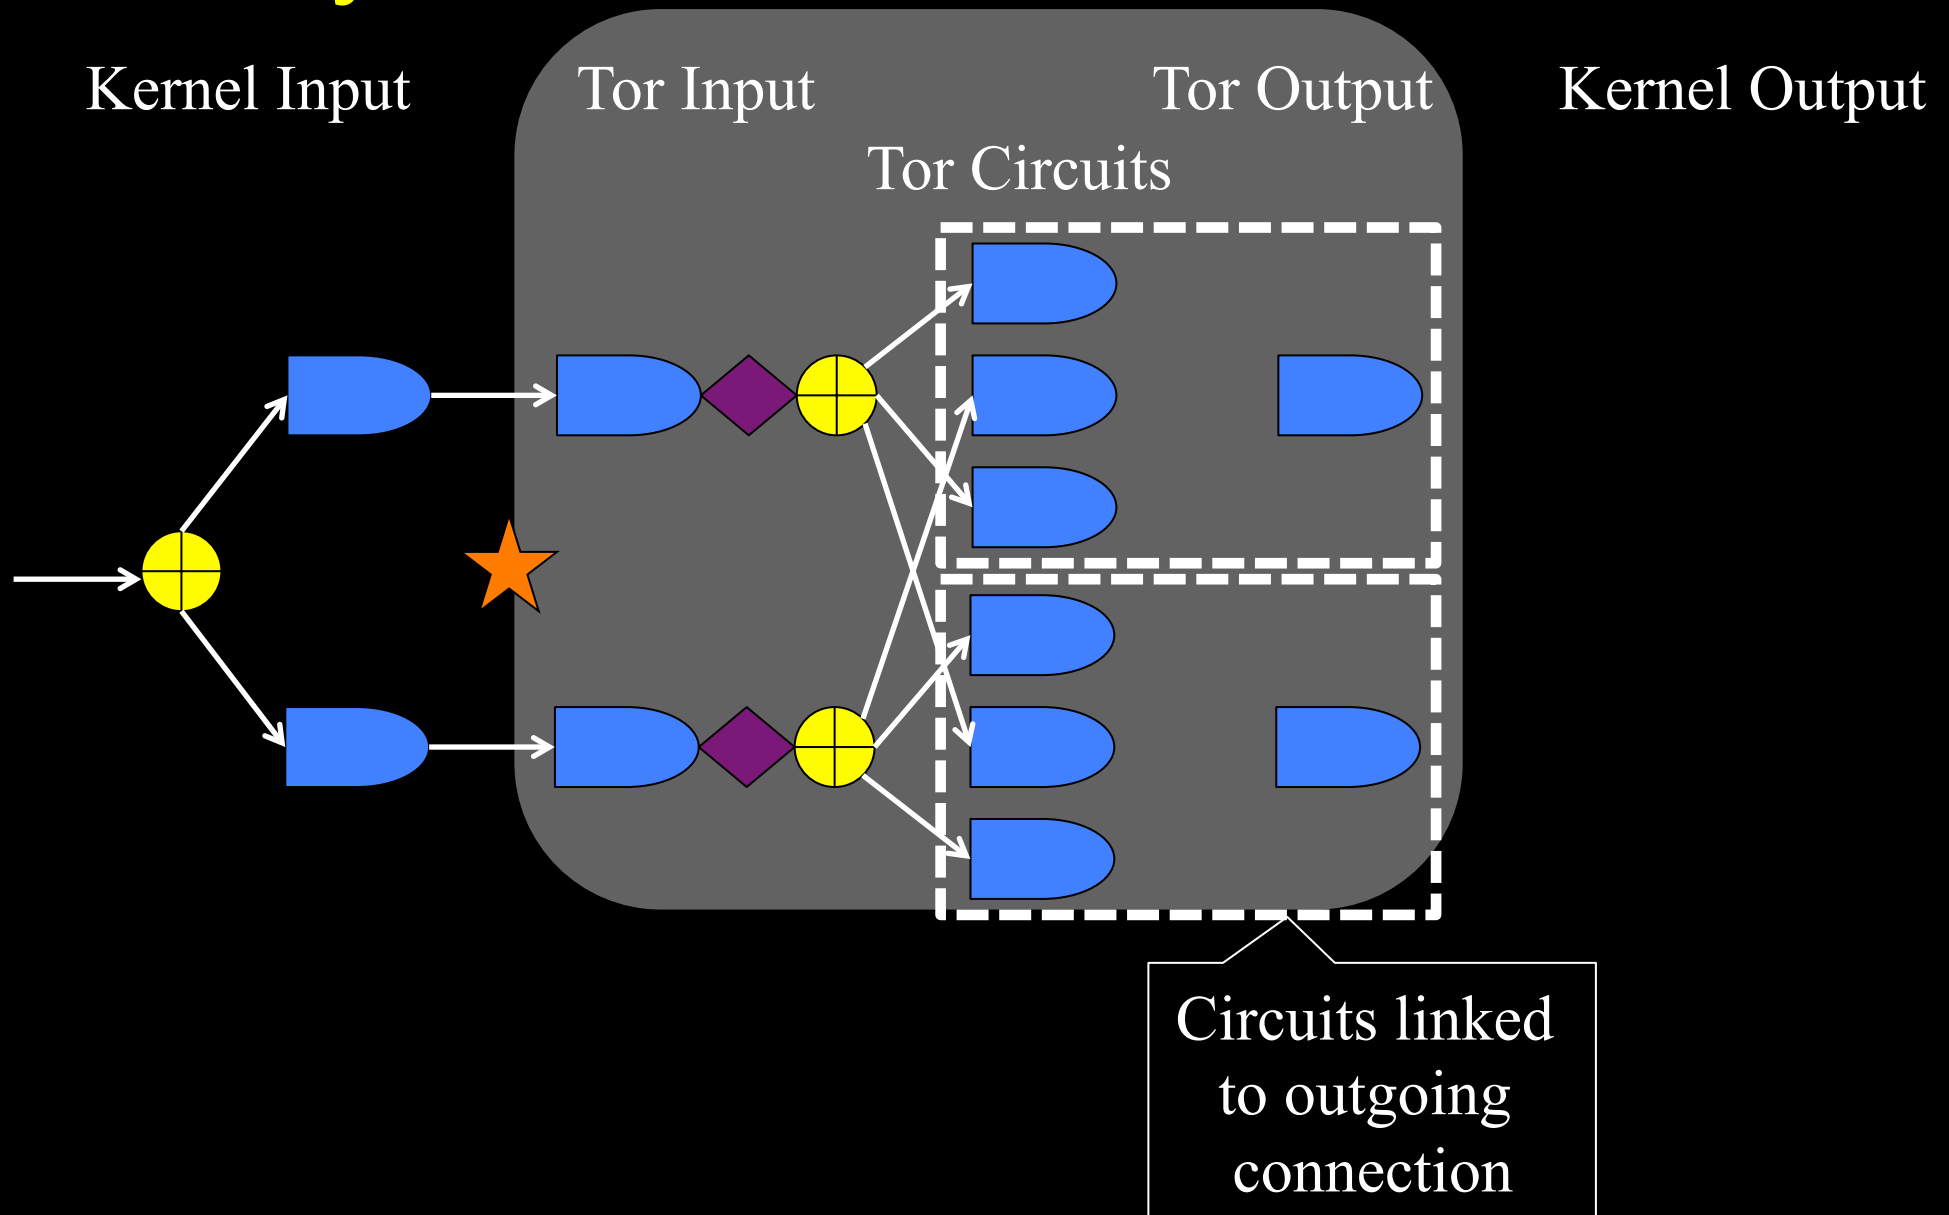 Kernel Input
Tor Input
Tor Output
Kernel Output
Tor Circuits
Circuits linked
to outgoing
connection